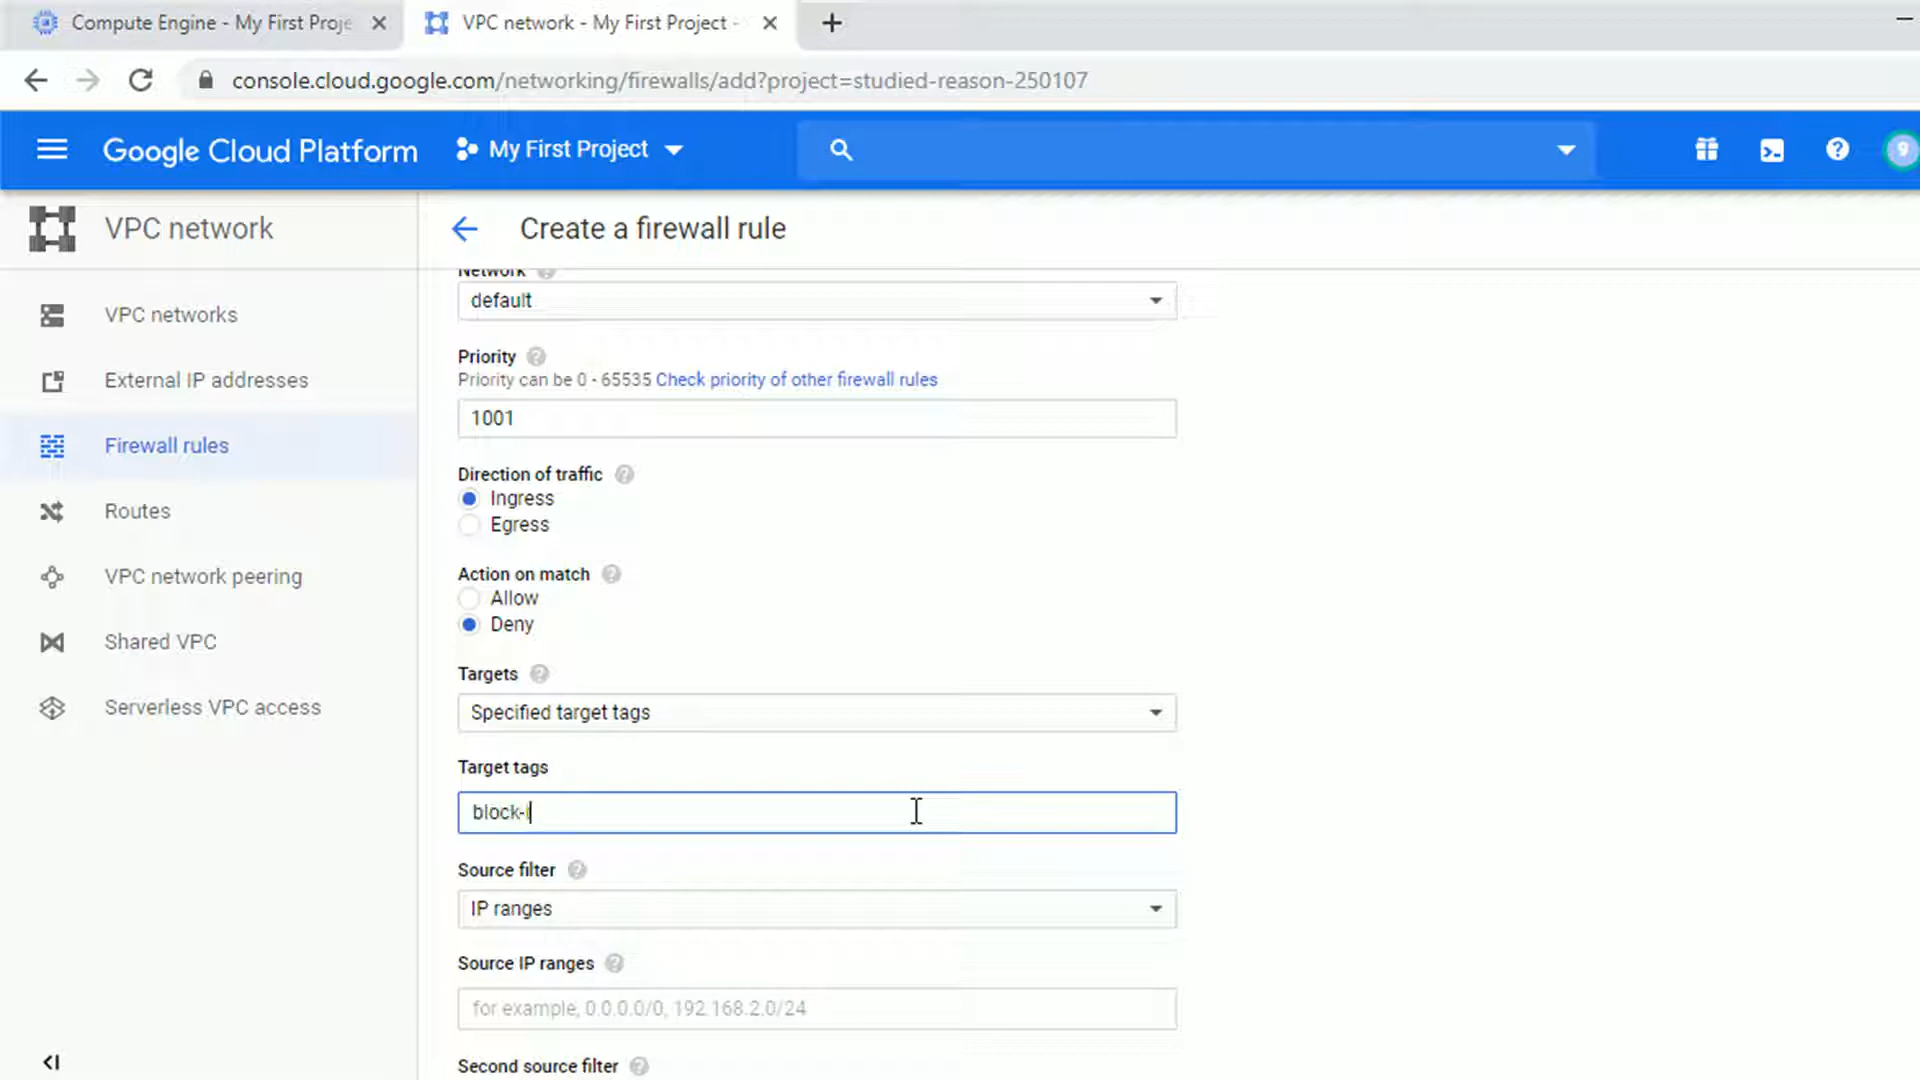 Compute Engine - My First Proje
VPC network - My First Project -
console.cloud.google.com/networking/firewalls/add?project=studied-reason-250107
Google Cloud Platform
My First Project
9
VPC network
Create a firewall rule
VPC networks
External IP addresses
Firewall rules
Routes
VPC network peering
Shared VPC
Serverless VPC access
Network
default
Priority
Priority can be 0 - 65535 Check priority of other firewall rules
1001
Direction of traffic
Ingress
Egress
Action on match
Allow
Deny
Targets
Specified target tags
Target tags
block-
Source filter
IP ranges
Source IP ranges
for example, 0.0.0.0/0, 192.168.2.0/24
Second source filter